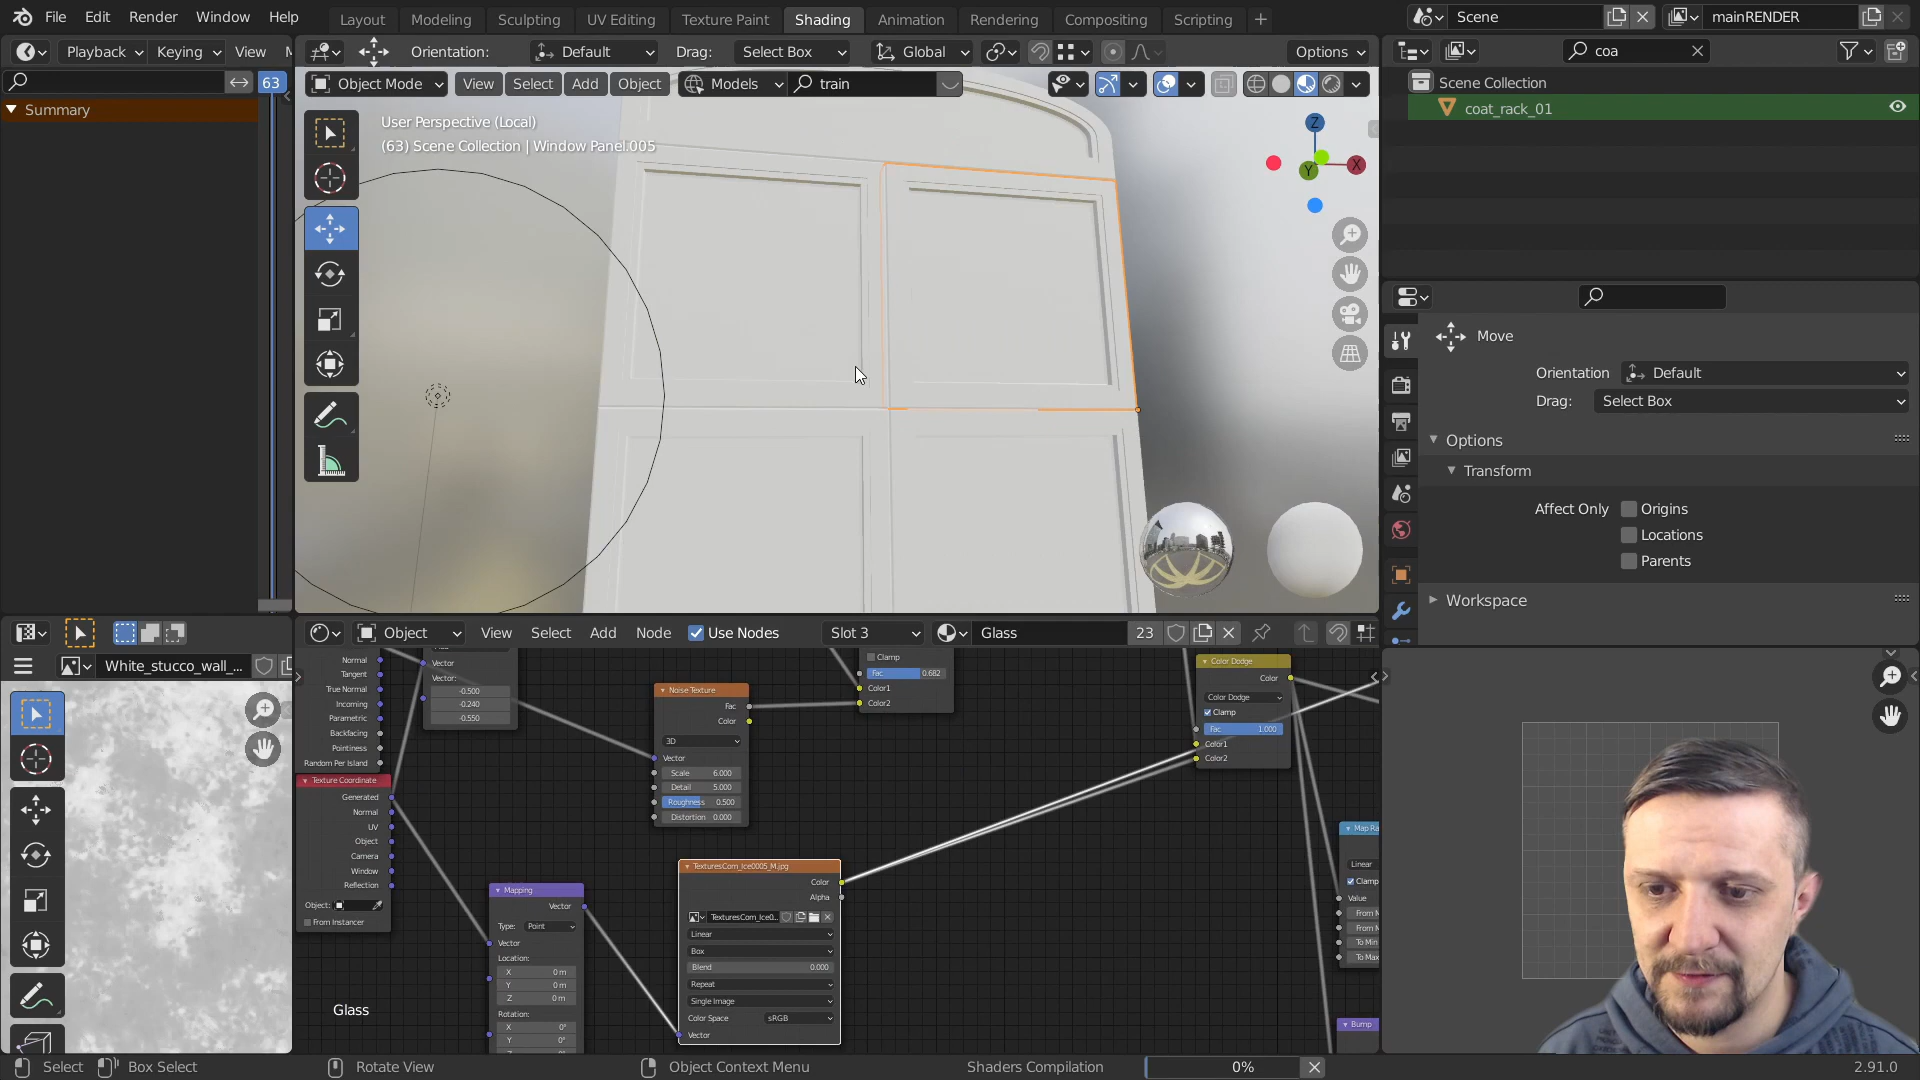 File Edit Render Window Help
Layout Modeling Sculpting UV Editing Texture Paint Shading Animation Rendering Compositing Scripting
Scene mainRENDER
Playback Keying View
Orientation: Default Drag: Select Box Global Options
coa
63
Object Mode View Select Add Object Models train
Summary
Scene Collection
coat_rack_01
User Perspective (Local)
(63) Scene Collection | Window Panel.005
Z
X
Y
Move
Orientation Default
Drag: Select Box
Options
Transform
Affect Only Origins
Locations
Parents
Workspace
Object View Select Add Node Use Nodes Slot 3 Glass 23
White_stucco_wall_...
Normal
Tangent
True Normal
Incoming
Parametric
Backfacing
Pointiness
Random Per Island
Vector
Vector:
-0.500
-0.240
-0.550
Texture Coordinate
Generated
Normal
UV
Object
Camera
Window
Reflection
Object:
From Instancer
Noise Texture
Fac
Color
3D
Vector
Scale 6.000
Detail 5.000
Roughness 0.500
Distortion 0.000
Clamp
Fac 0.682
Color1
Color2
Color Dodge
Color
Color Dodge
Clamp
Fac 1.000
Color1
Color2
Mapping
Vector
Type: Point
Vector
Location:
X 0 m
Y 0 m
Z 0 m
Rotation:
X 0°
Y 0°
TexturesCom_Ice0005_M.jpg
Color
Alpha
TexturesCom_Ice0...
Linear
Box
Blend 0.000
Repeat
Single Image
Color Space sRGB
Vector
Map Ra
Linear
Clamp
Value
From M
From M
To Min
To Max
Bump
Glass
Select Box Select Rotate View Object Context Menu Shaders Compilation 0% 2.91.0